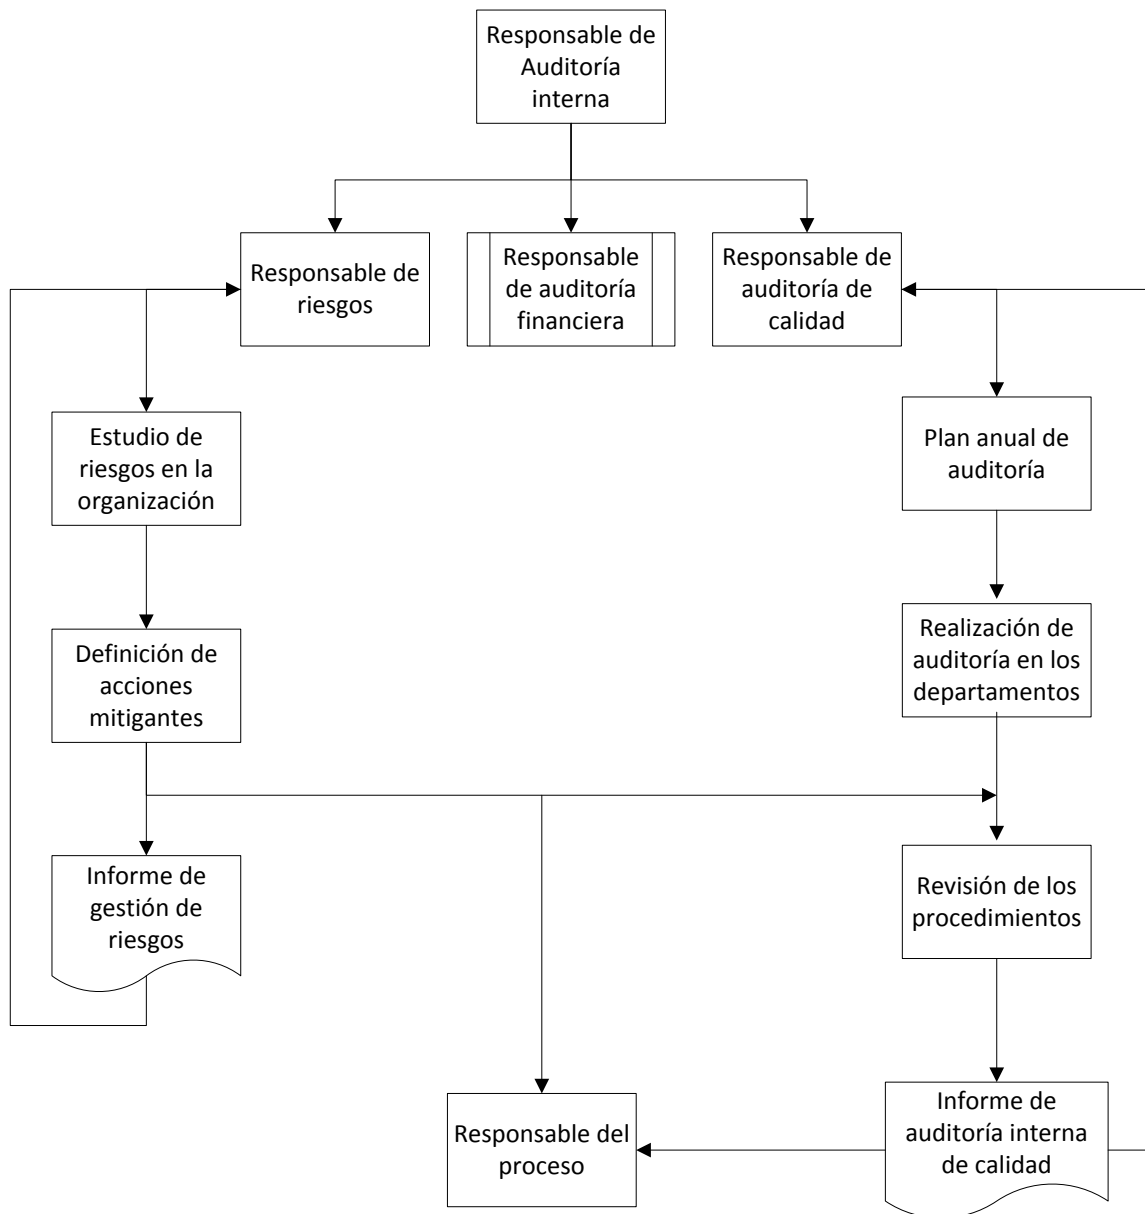 Responsable de
Auditoría
interna
Responsable de
riesgos
Responsable
de auditoría
financiera
Responsable de
auditoría de
calidad
Estudio de
riesgos en la
organización
Plan anual de
auditoría
Definición de
acciones
mitigantes
Realización de
auditoría en los
departamentos
Informe de
gestión de
riesgos
Revisión de los
procedimientos
Responsable del
proceso
Informe de
auditoría interna
de calidad